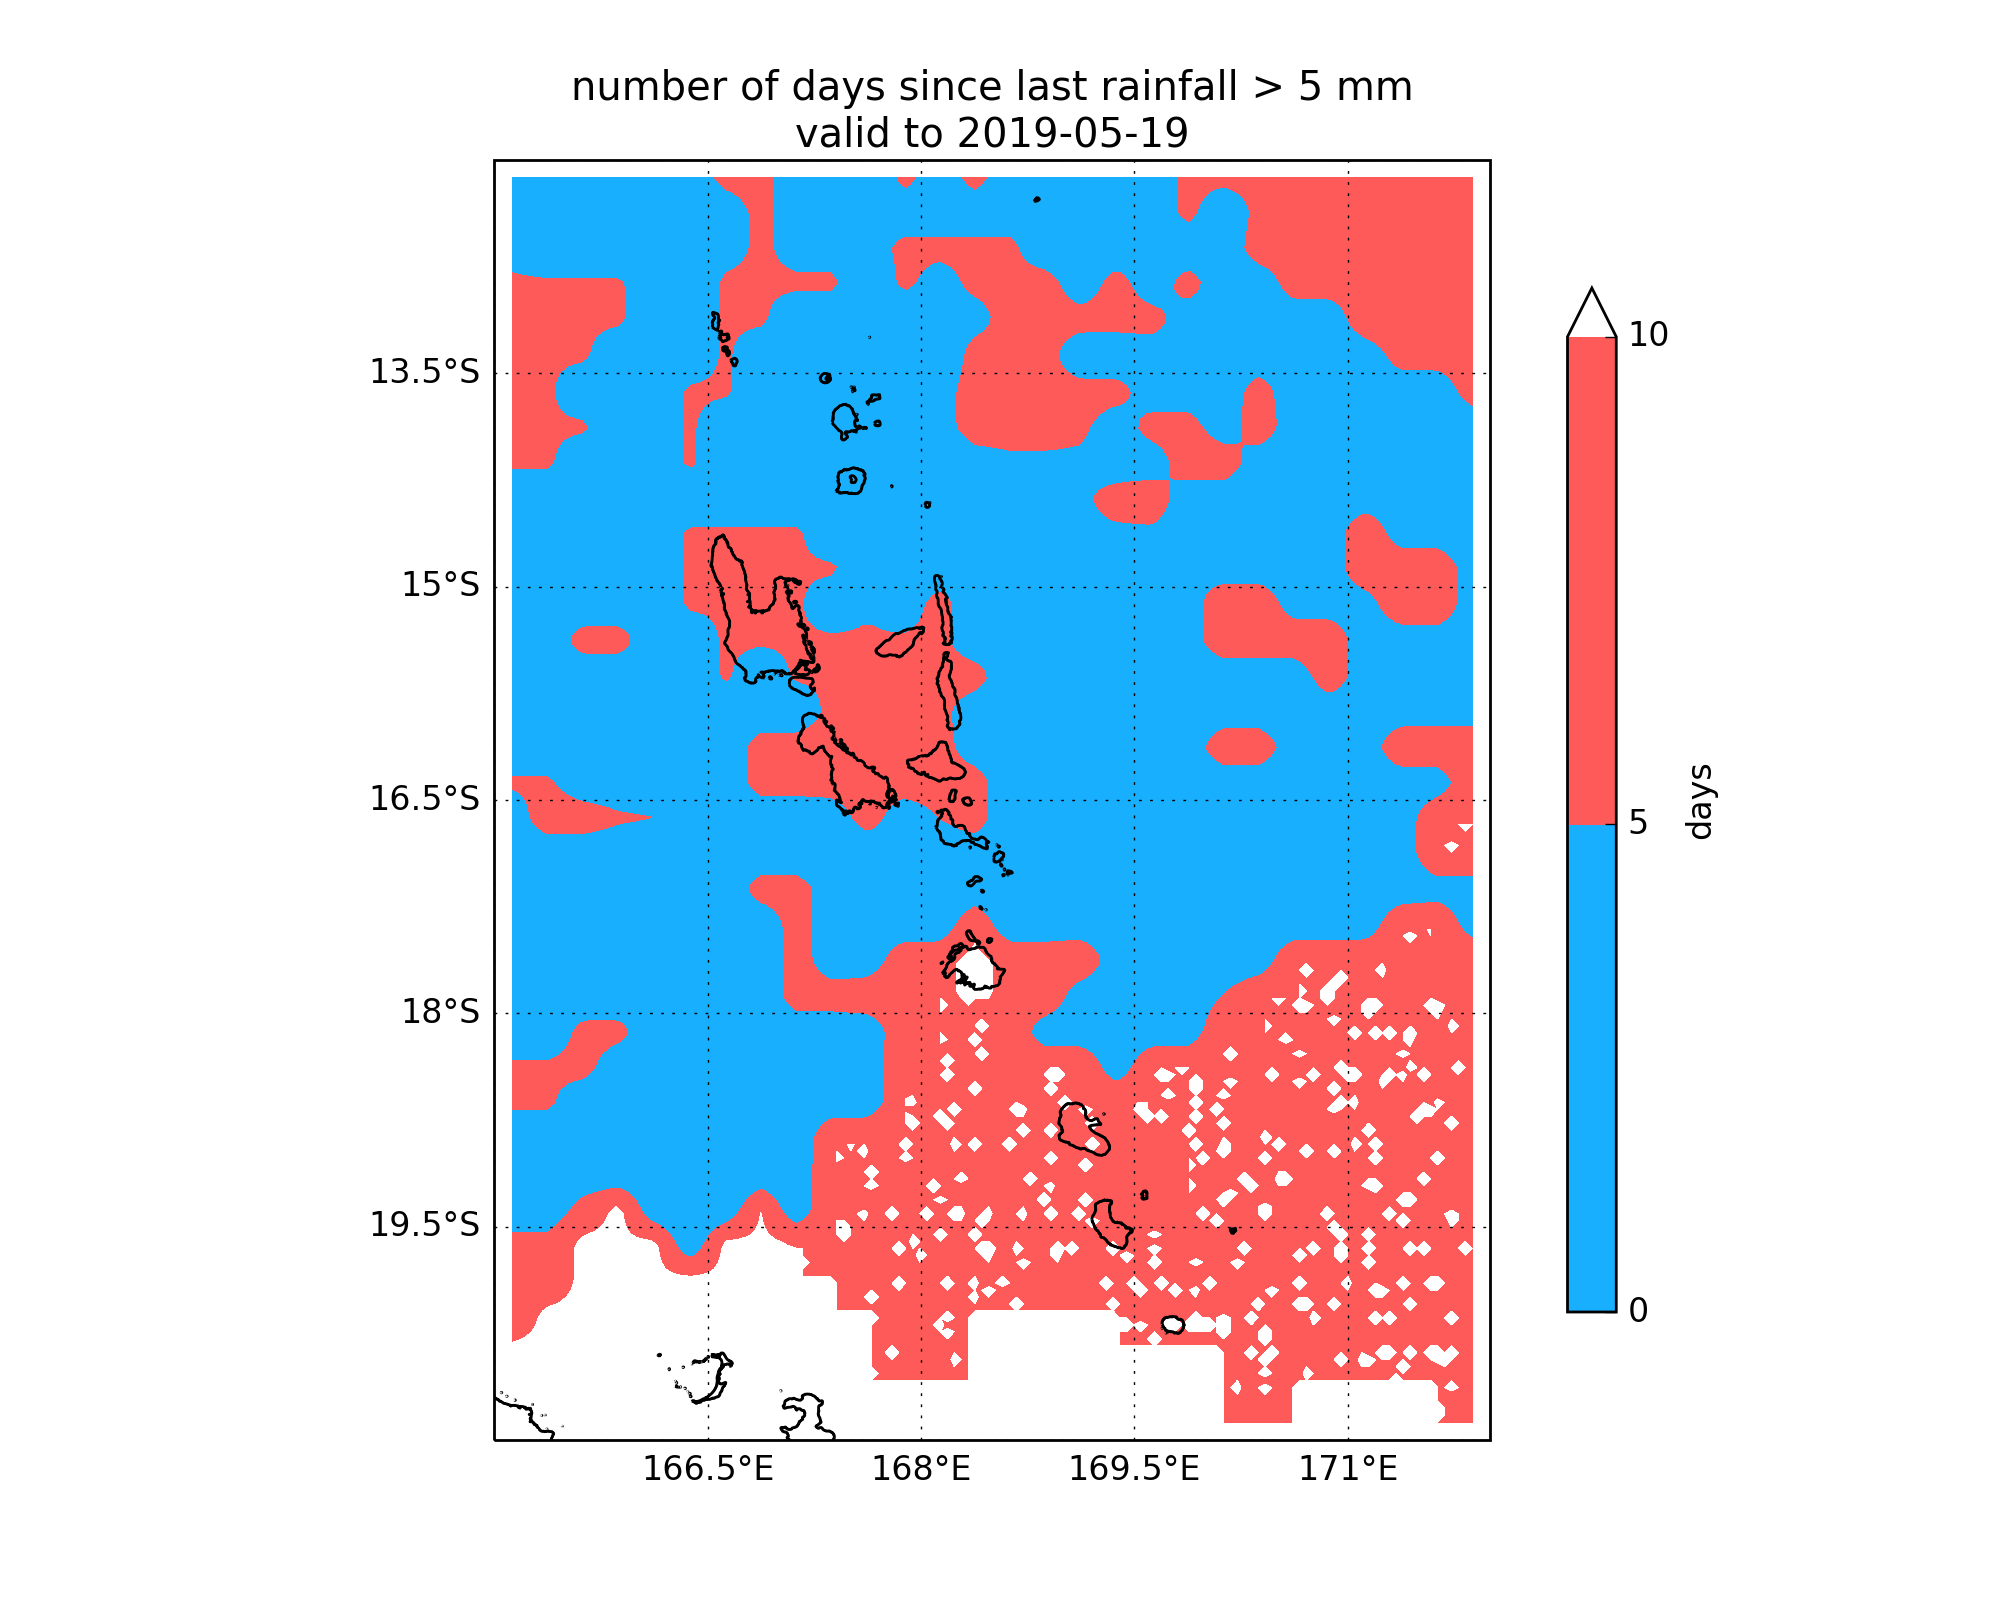 number of days since last rainfall > 5 mm
valid to 2019-05-19
13.5°S
15°S
16.5°S
18°S
19.5°S
166.5°E
168°E
169.5°E
171°E
10
5
0
days